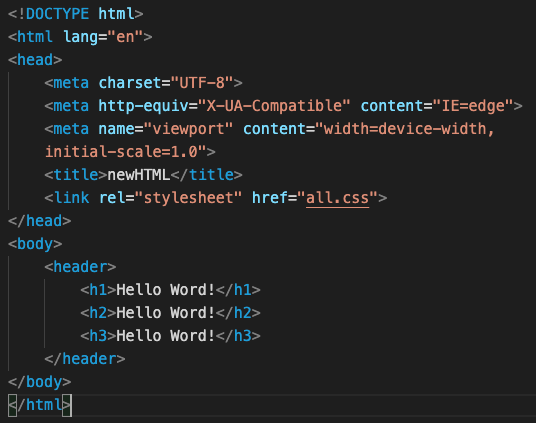 <!DOCTYPE html>
<html lang="en">
<head>
    <meta charset="UTF-8">
    <meta http-equiv="X-UA-Compatible" content="IE=edge">
    <meta name="viewport" content="width=device-width,
    initial-scale=1.0">
    <title>newHTML</title>
    <link rel="stylesheet" href="all.css">
</head>
<body>
    <header>
        <h1>Hello Word!</h1>
        <h2>Hello Word!</h2>
        <h3>Hello Word!</h3>
    </header>
</body>
</html>